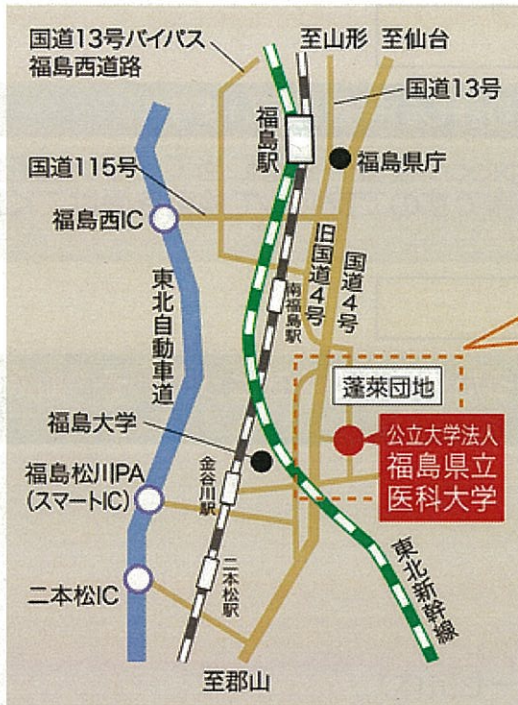 国道13号バイパス
福島西道路
至山形
至仙台
国道13号
福島駅
福島県庁
国道115号
福島西IC
旧国道4号
国道4号
南福島駅
東北自動車道
蓬莱団地
福島大学
公立大学法人
福島県立
医科大学
福島松川PA
(スマートIC)
金谷川駅
二本松駅
二本松IC
東北新幹線
至郡山